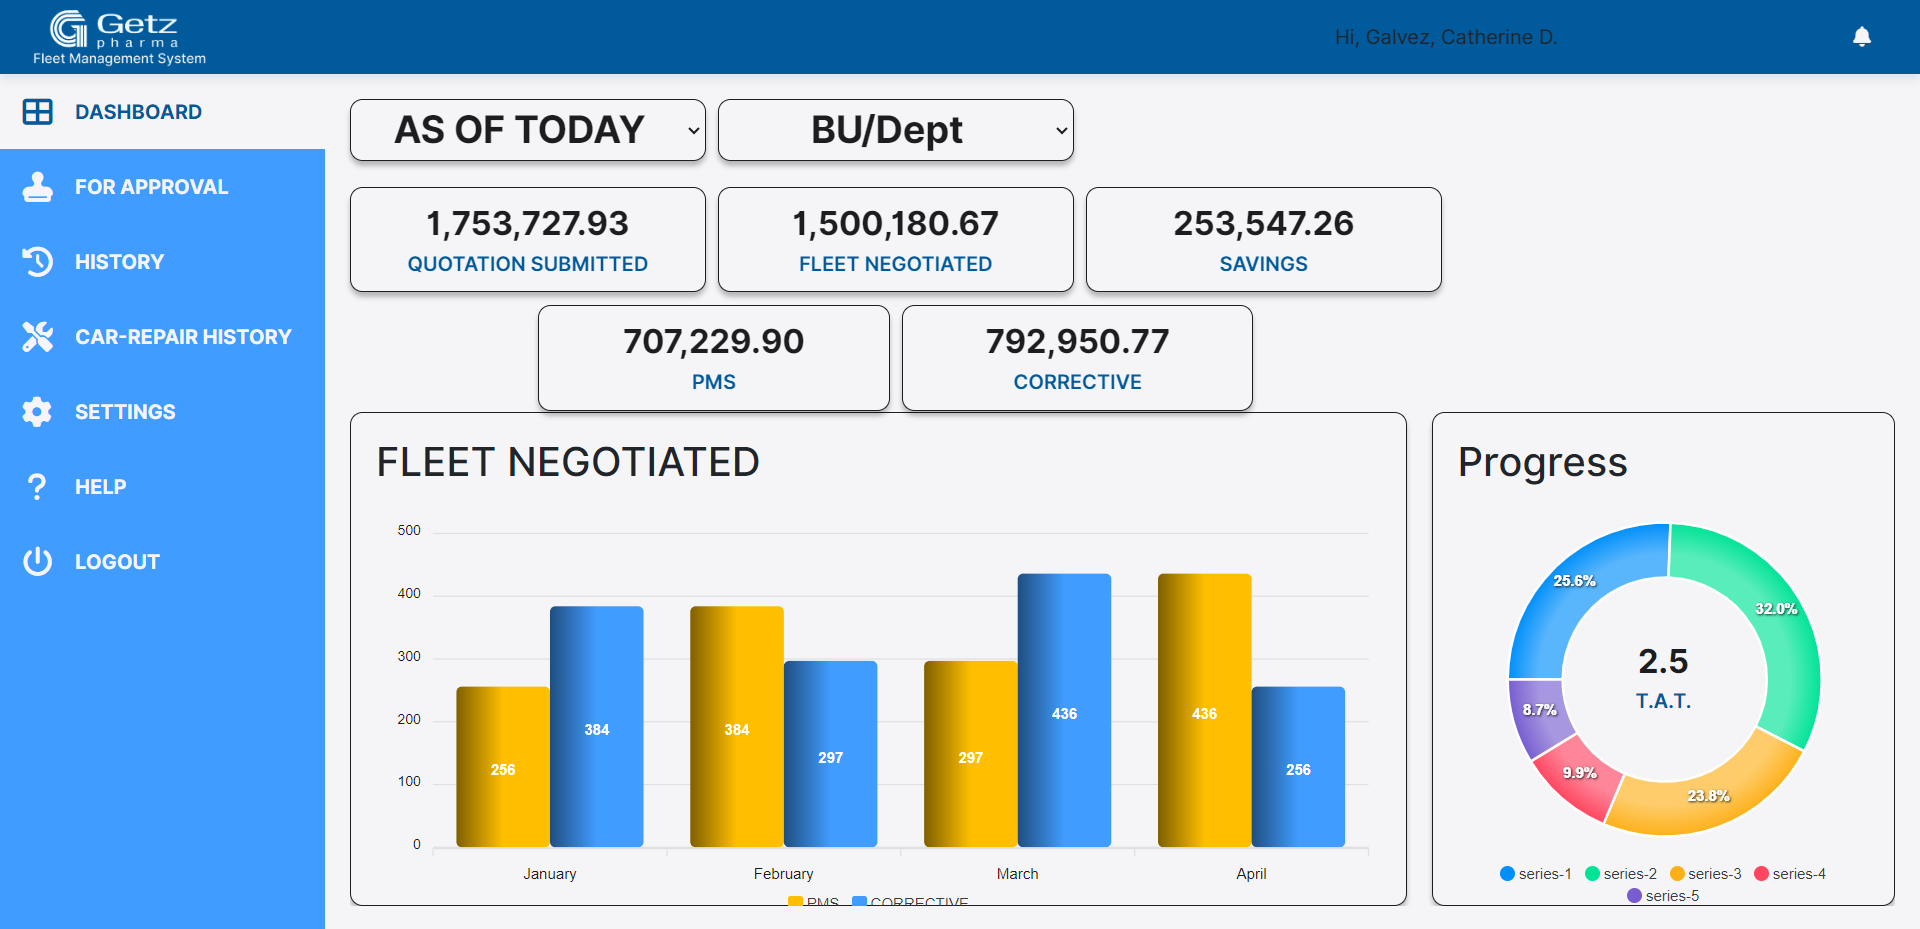 Getz
pharma
Fleet Management System
Hi, Galvez, Catherine D.
DASHBOARD
FOR APPROVAL
HISTORY
CAR-REPAIR HISTORY
SETTINGS
HELP
LOGOUT
AS OF TODAY
BU/Dept
1,753,727.93
QUOTATION SUBMITTED
1,500,180.67
FLEET NEGOTIATED
253,547.26
SAVINGS
707,229.90
PMS
792,950.77
CORRECTIVE
FLEET NEGOTIATED
500
400
300
200
100
0
256
384
384
297
297
436
436
256
January
February
March
April
PMS
CORRECTIVE
Progress
25.6%
32.0%
8.7%
9.9%
23.8%
2.5
T.A.T.
series-1
series-2
series-3
series-4
series-5